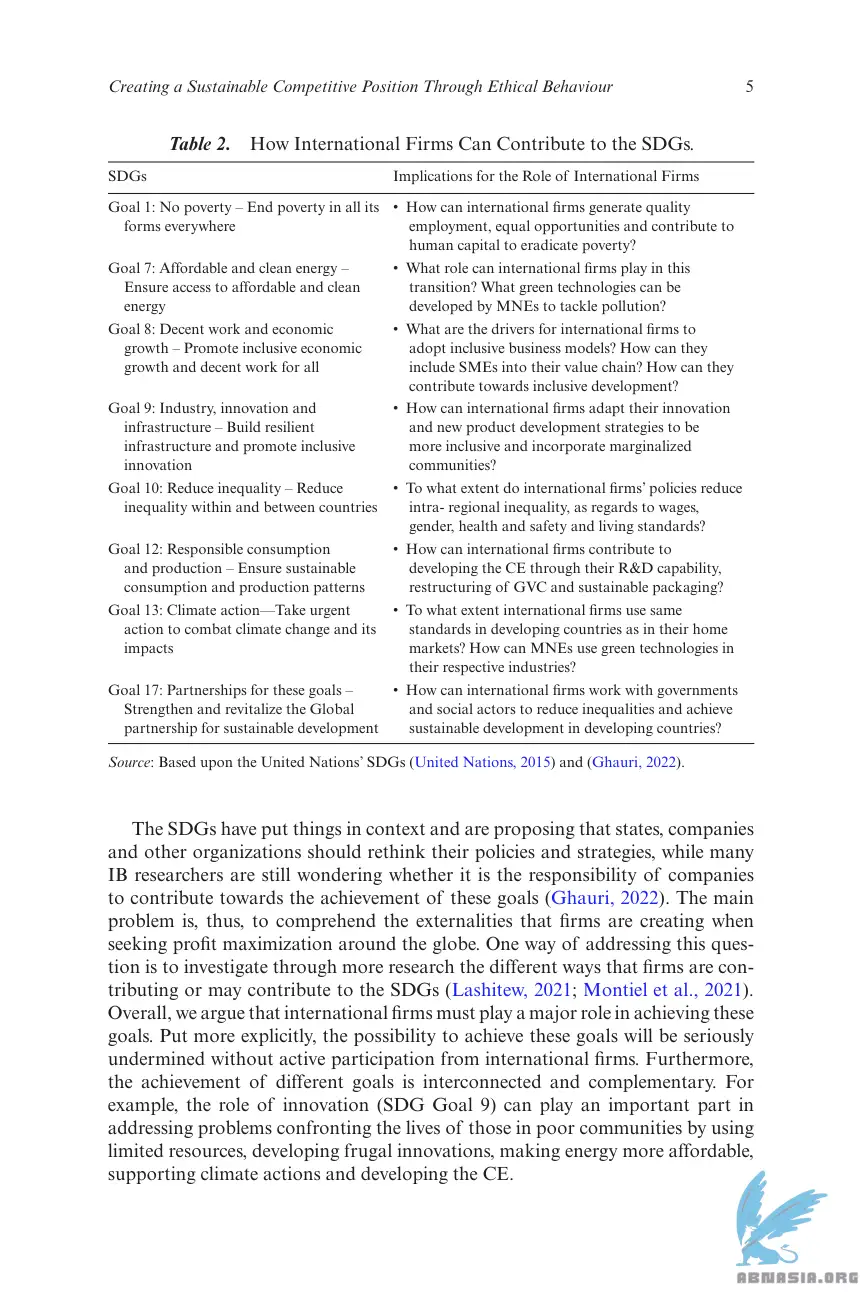 Creating a Sustainable Competitive Position Through Ethical Behaviour 5
Table 2. How International Firms Can Contribute to the SDGs.
SDGs Implications for the Role of International Firms
Goal 1: No poverty – End poverty in all its forms everywhere
• How can international firms generate quality
employment, equal opportunities and contribute to
human capital to eradicate poverty?
Goal 7: Affordable and clean energy –
Ensure access to affordable and clean
energy
• What role can international firms play in this
transition? What green technologies can be
developed by MNEs to tackle pollution?
Goal 8: Decent work and economic
growth – Promote inclusive economic
growth and decent work for all
• What are the drivers for international firms to
adopt inclusive business models? How can they
include SMEs into their value chain? How can they
contribute towards inclusive development?
Goal 9: Industry, innovation and
infrastructure – Build resilient
infrastructure and promote inclusive
innovation
• How can international firms adapt their innovation
and new product development strategies to be
more inclusive and incorporate marginalized
communities?
Goal 10: Reduce inequality – Reduce
inequality within and between countries
• To what extent do international firms’ policies reduce
intra- regional inequality, as regards to wages,
gender, health and safety and living standards?
Goal 12: Responsible consumption
and production – Ensure sustainable
consumption and production patterns
• How can international firms contribute to
developing the CE through their R&D capability,
restructuring of GVC and sustainable packaging?
Goal 13: Climate action—Take urgent
action to combat climate change and its
impacts
• To what extent international firms use same
standards in developing countries as in their home
markets? How can MNEs use green technologies in
their respective industries?
Goal 17: Partnerships for these goals –
Strengthen and revitalize the Global
partnership for sustainable development
• How can international firms work with governments
and social actors to reduce inequalities and achieve
sustainable development in developing countries?
Source: Based upon the United Nations’ SDGs (United Nations, 2015) and (Ghauri, 2022).
The SDGs have put things in context and are proposing that states, companies
and other organizations should rethink their policies and strategies, while many
IB researchers are still wondering whether it is the responsibility of companies
to contribute towards the achievement of these goals (Ghauri, 2022). The main
problem is, thus, to comprehend the externalities that firms are creating when
seeking profit maximization around the globe. One way of addressing this ques-
tion is to investigate through more research the different ways that firms are con-
tributing or may contribute to the SDGs (Lashitew, 2021; Montiel et al., 2021).
Overall, we argue that international firms must play a major role in achieving these
goals. Put more explicitly, the possibility to achieve these goals will be seriously
undermined without active participation from international firms. Furthermore,
the achievement of different goals is interconnected and complementary. For
example, the role of innovation (SDG Goal 9) can play an important part in
addressing problems confronting the lives of those in poor communities by using
limited resources, developing frugal innovations, making energy more affordable,
supporting climate actions and developing the CE.
ABNASIA.ORG